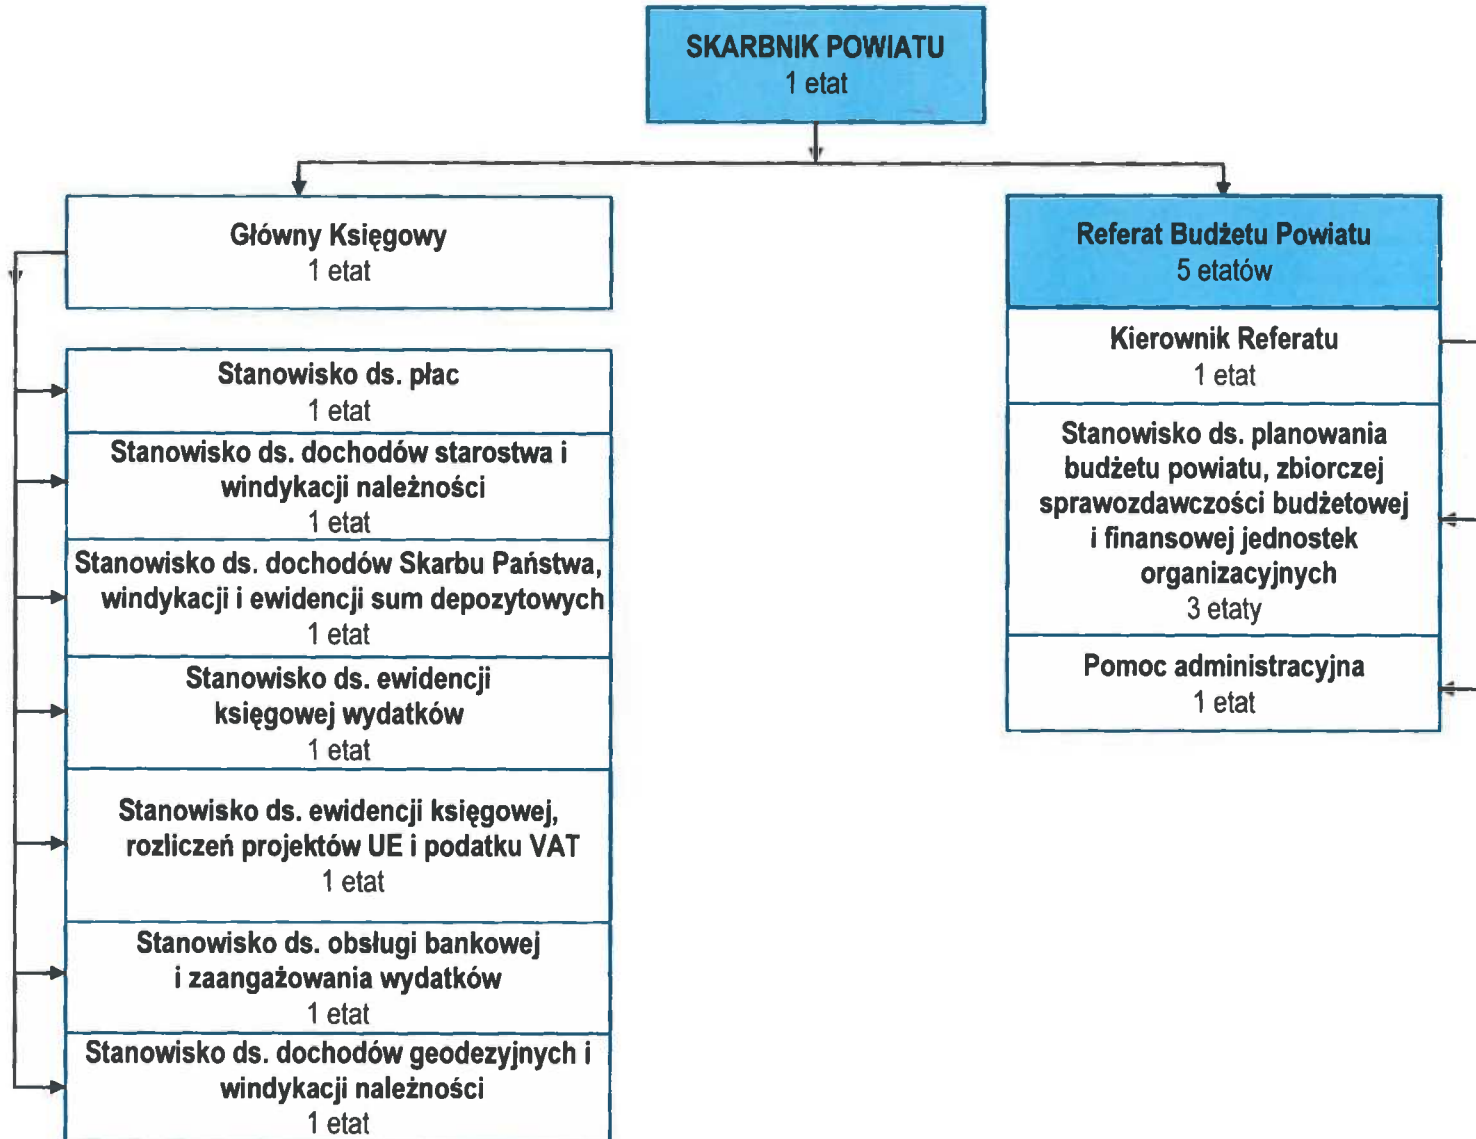 SKARBNIK POWIATU
1 etat
Główny Księgowy
1 etat
Stanowisko ds. płac
1 etat
Stanowisko ds. dochodów starostwa i
windykacji należności
1 etat
Stanowisko ds. dochodów Skarbu Państwa,
windykacji i ewidencji sum depozytowych
1 etat
Stanowisko ds. ewidencji
księgowej wydatków
1 etat
Stanowisko ds. ewidencji księgowej,
rozliczeń projektów UE i podatku VAT
1 etat
Stanowisko ds. obsługi bankowej
i zaangażowania wydatków
1 etat
Stanowisko ds. dochodów geodezyjnych i
windykacji należności
1 etat
Referat Budżetu Powiatu
5 etatów
Kierownik Referatu
1 etat
Stanowisko ds. planowania
budżetu powiatu, zbiorczej
sprawozdawczości budżetowej
i finansowej jednostek
organizacyjnych
3 etaty
Pomoc administracyjna
1 etat